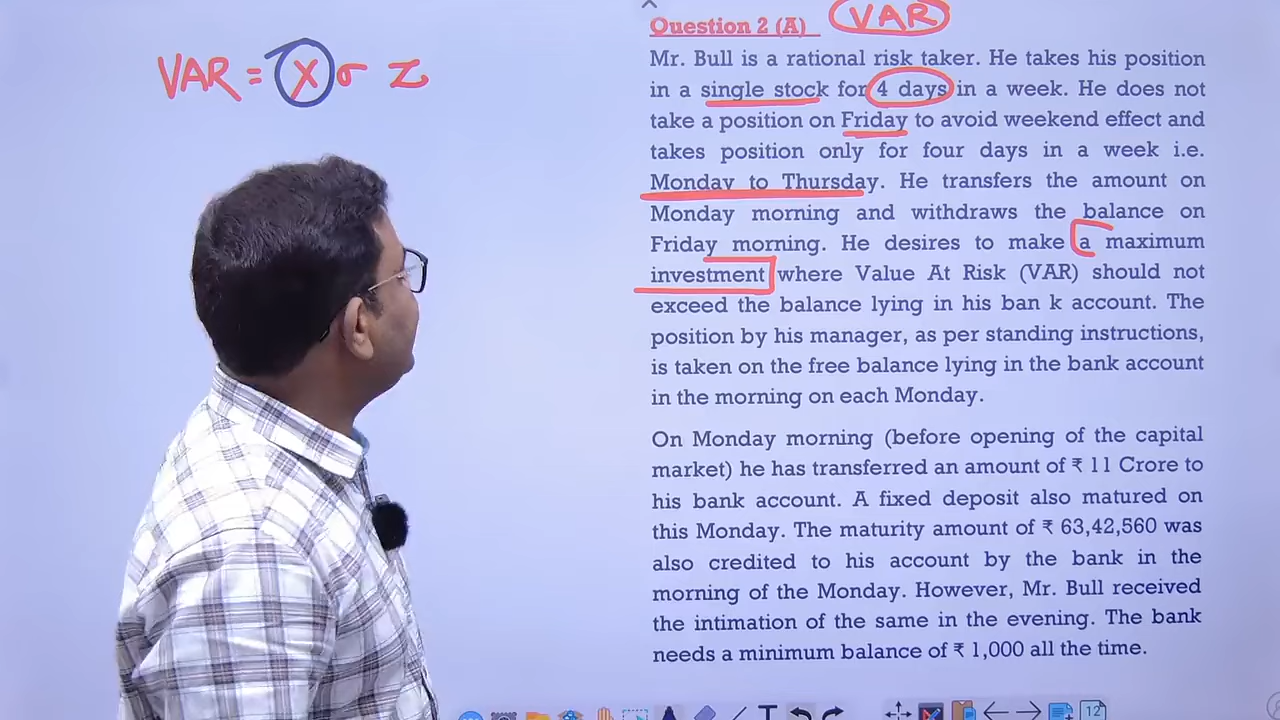 VAR = X σ Z
Question 2 (A) VAR
Mr. Bull is a rational risk taker. He takes his position
in a single stock for 4 days in a week. He does not
take a position on Friday to avoid weekend effect and
takes position only for four days in a week i.e.
Monday to Thursday. He transfers the amount on
Monday morning and withdraws the balance on
Friday morning. He desires to make a maximum
investment where Value At Risk (VAR) should not
exceed the balance lying in his ban k account. The
position by his manager, as per standing instructions,
is taken on the free balance lying in the bank account
in the morning on each Monday.
On Monday morning (before opening of the capital
market) he has transferred an amount of ₹ 11 Crore to
his bank account. A fixed deposit also matured on
this Monday. The maturity amount of ₹ 63,42,560 was
also credited to his account by the bank in the
morning of the Monday. However, Mr. Bull received
the intimation of the same in the evening. The bank
needs a minimum balance of ₹ 1,000 all the time.
12